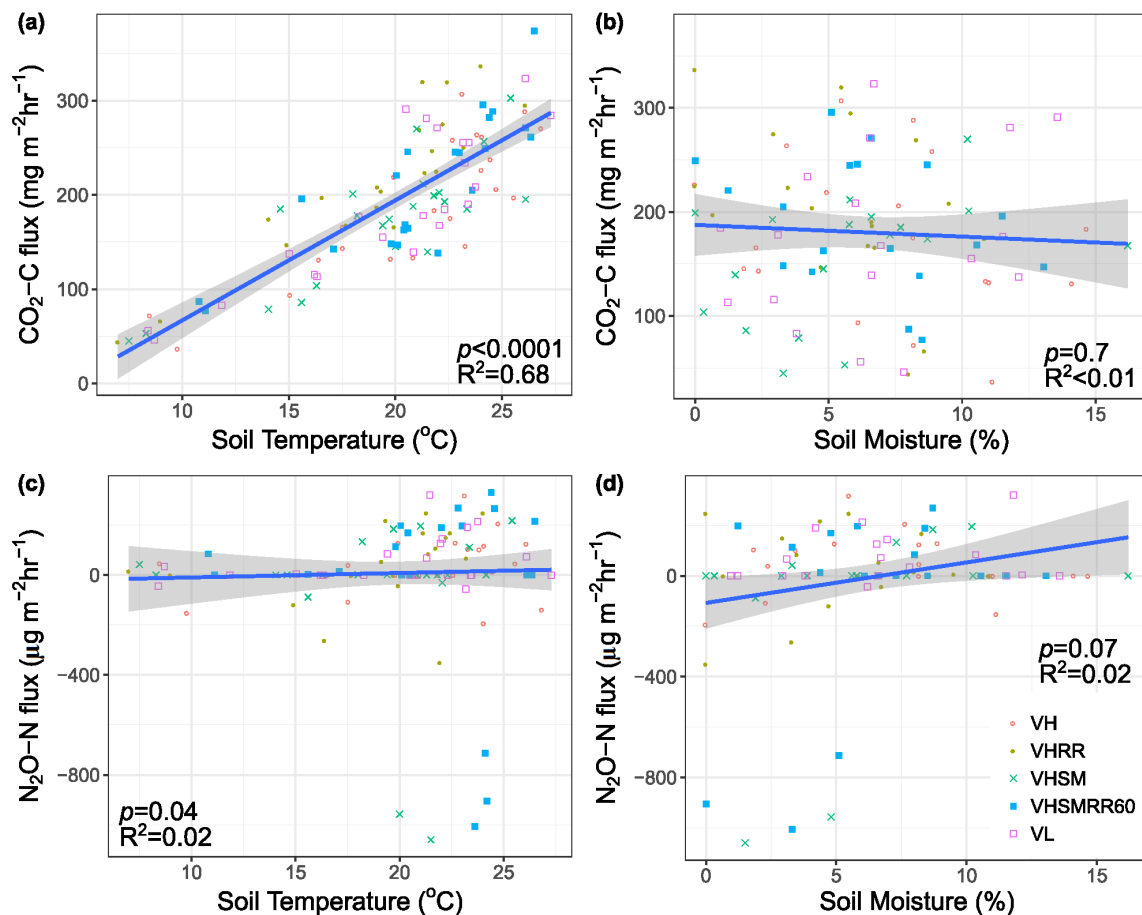 (a)
CO₂−C flux (mg m⁻²hr⁻¹)
300
200
100
0
p<0.0001
R²=0.68
10
15
20
25
Soil Temperature (°C)
(b)
CO₂−C flux (mg m⁻²hr⁻¹)
300
200
100
p=0.7
R²<0.01
0
5
10
15
Soil Moisture (%)
(c)
N₂O−N flux (µg m⁻²hr⁻¹)
0
−400
−800
p=0.04
R²=0.02
10
15
20
25
Soil Temperature (°C)
(d)
N₂O−N flux (µg m⁻²hr⁻¹)
0
−400
−800
p=0.07
R²=0.02
VH
VHRR
VHSM
VHSMRR60
VL
0
5
10
15
Soil Moisture (%)